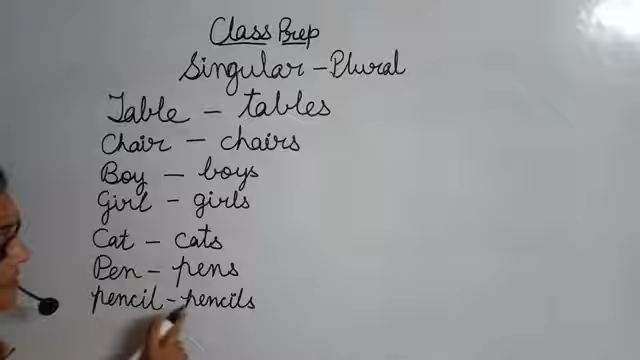 Class Prep
Singular - Plural
Table - tables
Chair - chairs
Boy - boys
Girl - girls
Cat - cats
Pen - pens
pencil - pencils